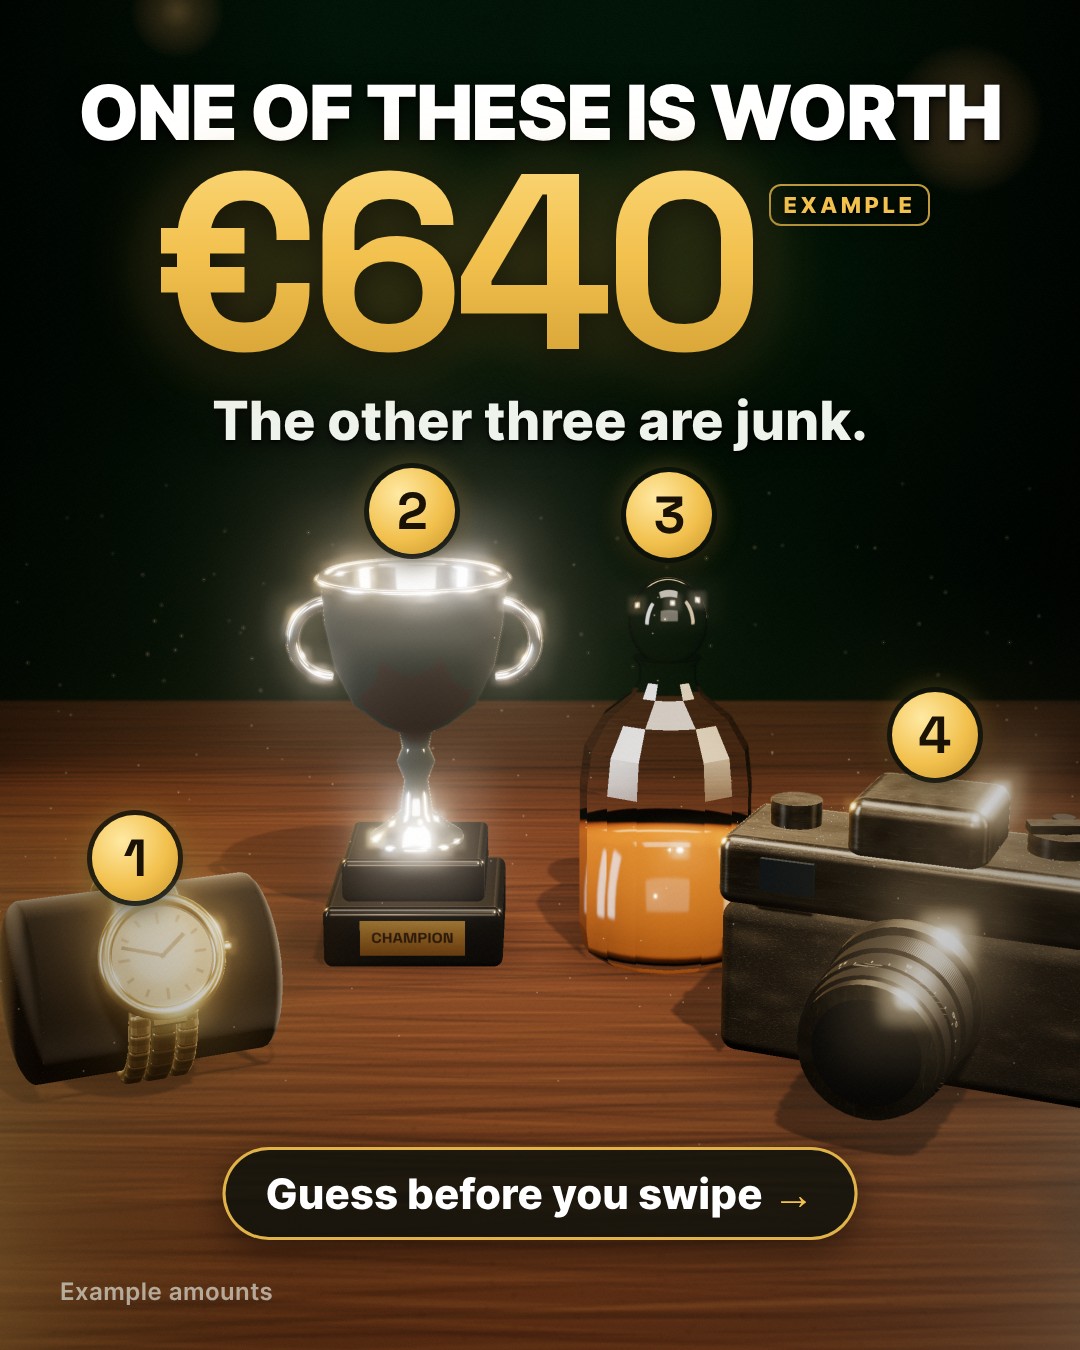 ONE OF THESE IS WORTH
€640 EXAMPLE
The other three are junk.
2
3
4
1
CHAMPION
Guess before you swipe →
Example amounts